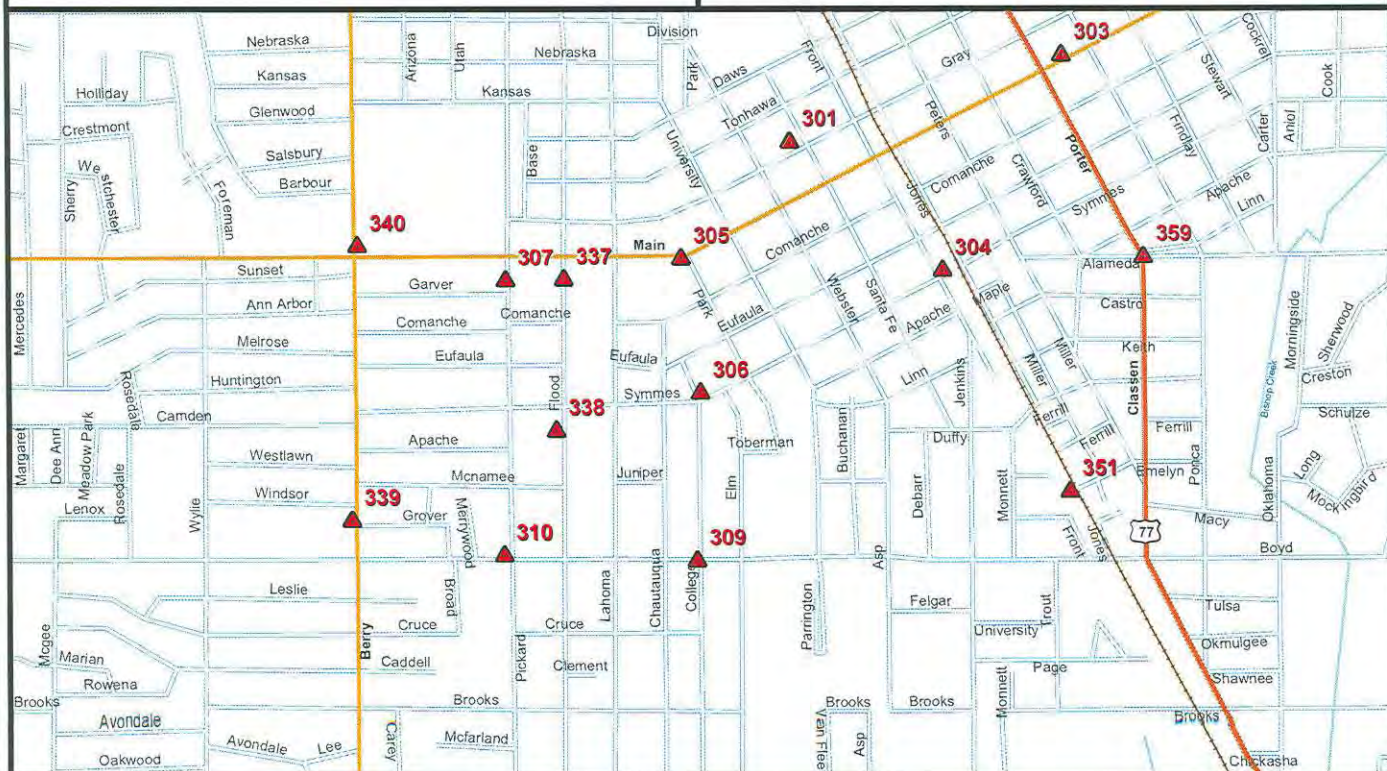 Nebraska
Arizona
Utah
Nebraska
Division
Park
Front
Gray
303
Cockrel
Stewart
Cook
Kansas
Holliday
Kansas
Daws
Glenwood
Crestmont
Tonhawa
301
Peters
Findlay
Carter
Aniol
Salsbury
Base
University
Porter
Westchester
Barbour
Sherry
Foreman
Jones
Comanche
Crawford
Symmes
Apache
Linn
340
Main
305
Comanche
359
307
337
304
Alameda
Sunset
Garver
Webster
Santa Fe
Maple
Castro
Mercedes
Ann Arbor
Park
Eufaula
Comanche
Apache
Morningside
Sherwood
Melrose
Eufaula
Eufaula
Miller
Miller
Keith
Rosedale
Huntington
306
Linn
Jenkins
Creston
Camden
Flood
Symmes
Classen
Bishop Creek
Schulze
338
Buchanan
Ferrill
Ferrill
Ferrill
Margaret
Dee Ann
Meadow Park
Apache
Toberman
Duffy
Westlawn
Mcnamee
Juniper
Elm
Debarr
Monnett
351
Emelyn
Ponca
Long
Mockingbird
Rosedale
Windsor
Lenox
339
Grover
Merrywood
Oklahoma
Wylie
Macy
310
309
Front
Jones
77
Boyd
Asp
Leslie
Broad
Lahoma
Chautauqua
College
Parrington
Felgar
Trout
Tulsa
Mcgee
Cruce
Cruce
University
Okmulgee
Berry
Marian
Caddell
Pickard
Clement
Page
Rowena
Shawnee
Brooks
Brooks
Brooks
Brooks
Monnett
Brooks
Avondale
Carey
Van Flee
Asp
Avondale
Lee
Mcfarland
Oakwood
Chickasha